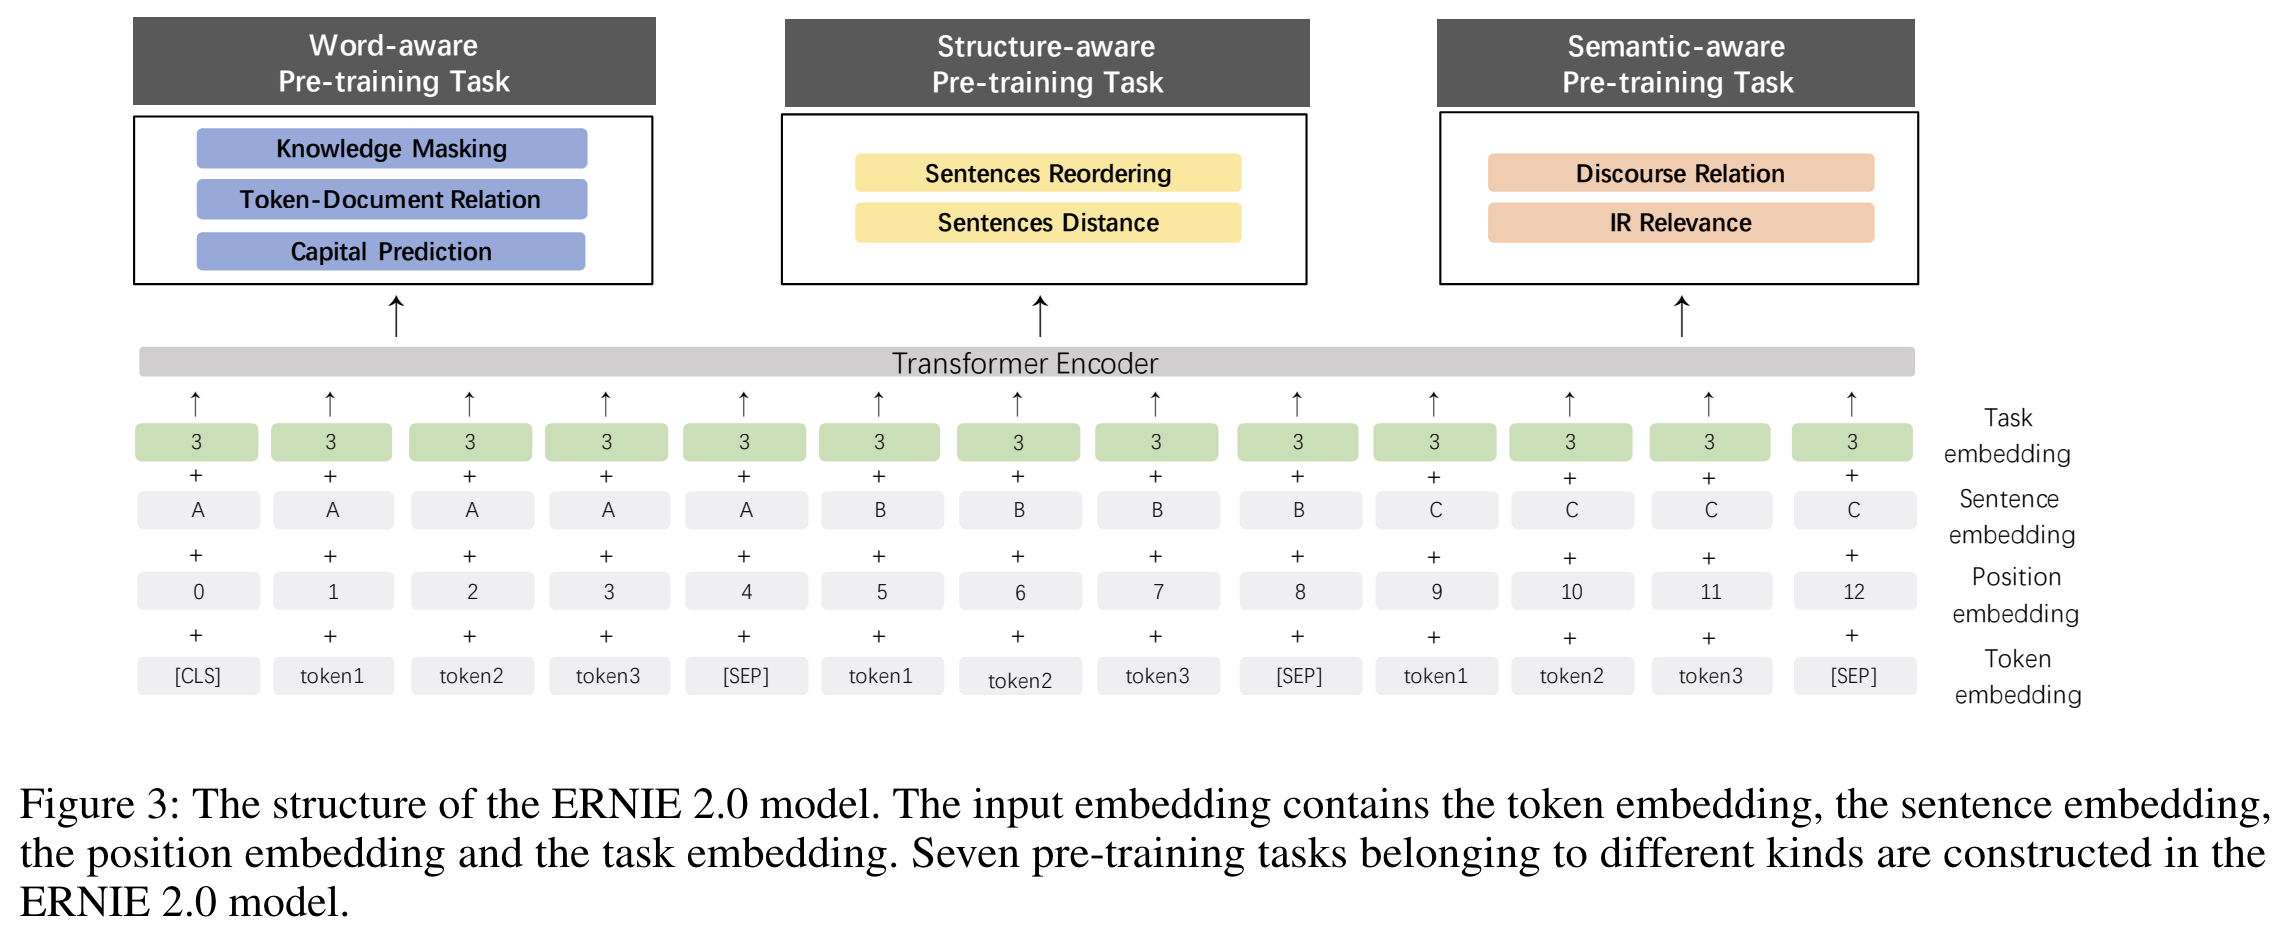 Word-aware
Pre-training Task
Structure-aware
Pre-training Task
Semantic-aware
Pre-training Task
Knowledge Masking
Token-Document Relation
Capital Prediction
Sentences Reordering
Sentences Distance
Discourse Relation
IR Relevance
Transformer Encoder
3 3 3 3 3 3 3 3 3 3 3 3 3
Task
embedding
+ + + + + + + + + + + + +
A A A A A B B B B C C C C
Sentence
embedding
+ + + + + + + + + + + + +
0 1 2 3 4 5 6 7 8 9 10 11 12
Position
embedding
+ + + + + + + + + + + + +
[CLS] token1 token2 token3 [SEP] token1 token2 token3 [SEP] token1 token2 token3 [SEP]
Token
embedding
Figure 3: The structure of the ERNIE 2.0 model. The input embedding contains the token embedding, the sentence embedding,
the position embedding and the task embedding. Seven pre-training tasks belonging to different kinds are constructed in the
ERNIE 2.0 model.